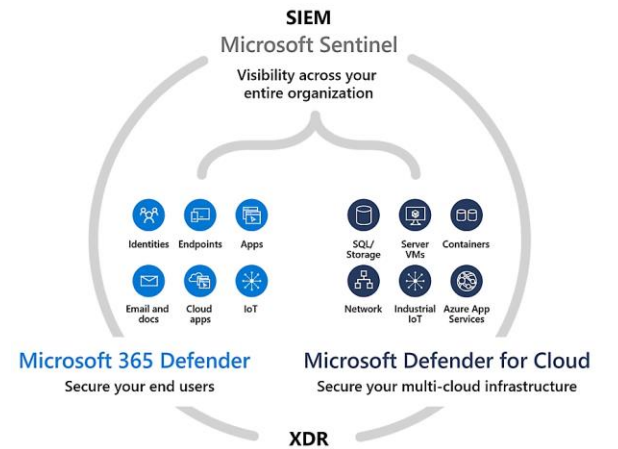 SIEM
Microsoft Sentinel
Visibility across your
entire organization
Identities
Endpoints
Apps
Email and
docs
Cloud
apps
IoT
SQL/
Storage
Server
VMs
Containers
Network
Industrial
IoT
Azure App
Services
Microsoft 365 Defender
Secure your end users
Microsoft Defender for Cloud
Secure your multi-cloud infrastructure
XDR